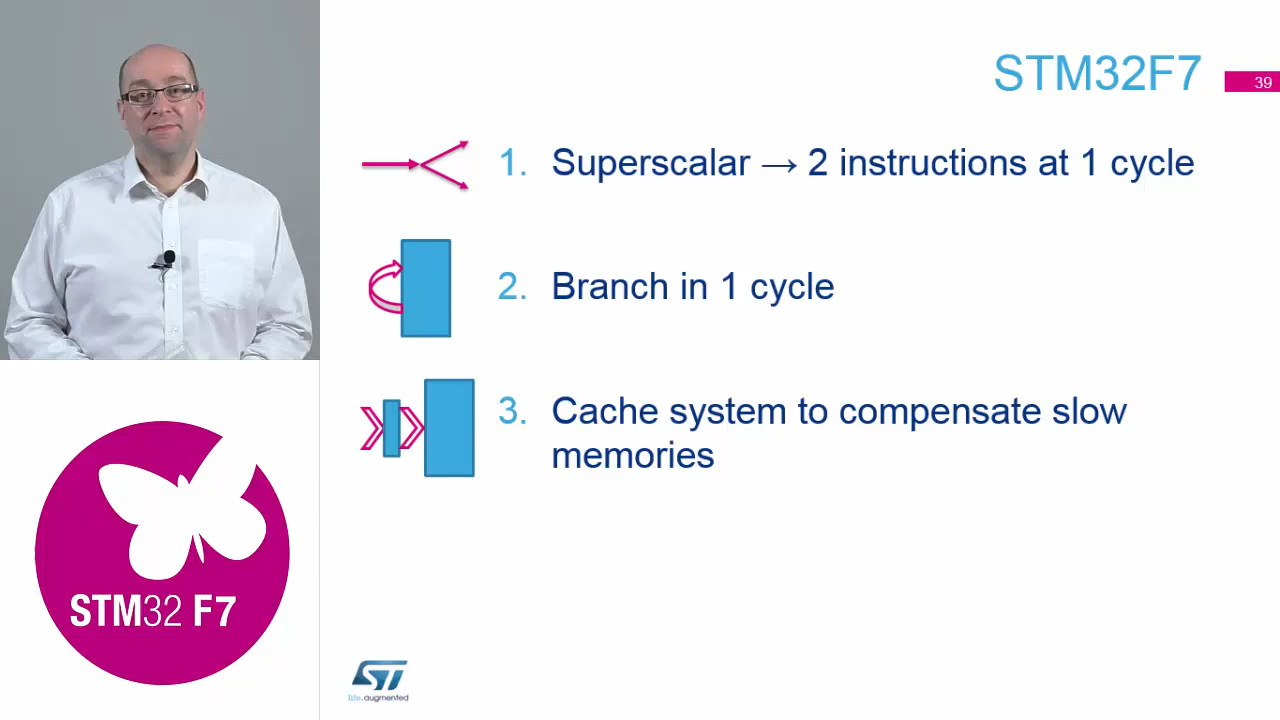 STM32F7
39
1. Superscalar → 2 instructions at 1 cycle
2. Branch in 1 cycle
3. Cache system to compensate slow
memories
STM32 F7
ST
life.augmented